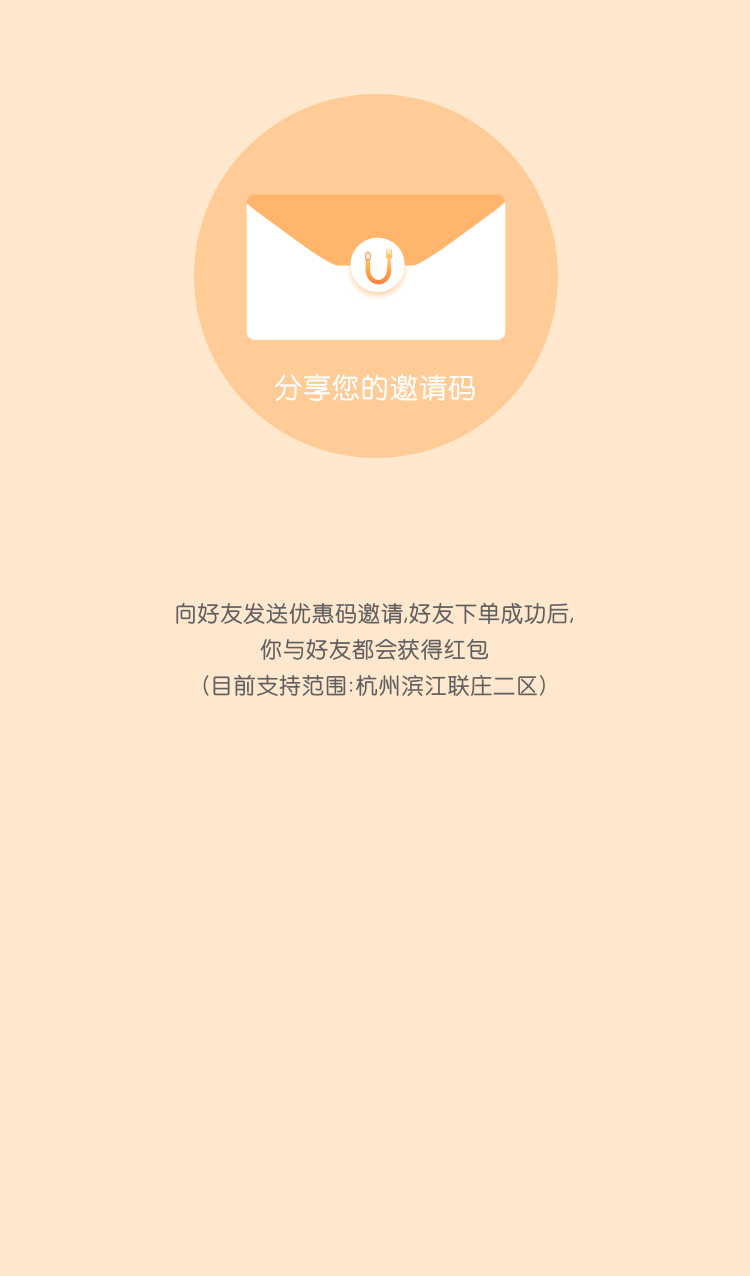 分享您的邀请码
向好友发送优惠码邀请,好友下单成功后,
你与好友都会获得红包
(目前支持范围:杭州滨江联庄二区)